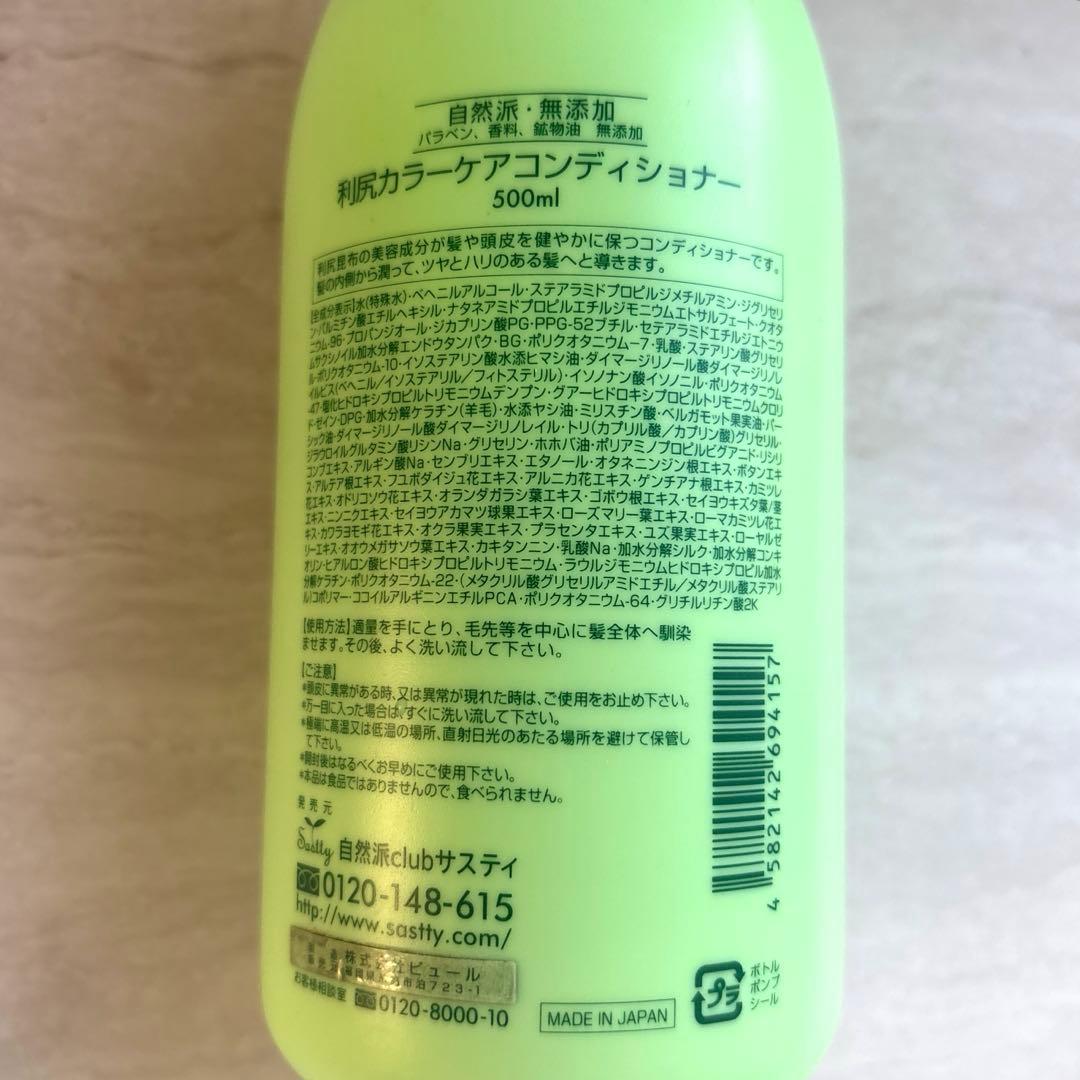 自然派・無添加
パラベン、香料、鉱物油　無添加
利尻カラーケアコンディショナー
500ml
利尻昆布の美容成分が髪や頭皮を健やかに保つコンディショナーです。
髪の内側から潤って、ツヤとハリのある髪へと導きます。
【全成分表示】水(特殊水)・ベヘニルアルコール・ステアラミドプロピルジメチルアミン・ジグリセリ
ン・パルミチン酸エチルヘキシル・ナタネアミドプロピルエチルジモニウムエトサルフェート・クオタ
ニウム-96・プロパンジオール・ジカプリン酸PG・PPG-52ブチル・セテアラミドエチルジエトニウ
ムサクシノイル加水分解エンドウタンパク・BG・ポリクオタニウム-7・乳酸・ステアリン酸グリセリ
ル・ポリクオタニウム-10・イソステアリン酸水添ヒマシ油・ダイマージリノール酸ダイマージリノレ
イルビス(ベヘニル/イソステアリル/フィトステリル)・イソノナン酸イソノニル・ポリクオタニウム
-47・塩化ヒドロキシプロピルトリモニウムデンプン・グアーヒドロキシプロピルトリモニウムクロリ
ド・ゼイン・DPG・加水分解ケラチン(羊毛)・水添ヤシ油・ミリスチン酸・ベルガモット果実油・パー
シック油・ダイマージリノール酸ダイマージリノレイル・トリ(カプリル酸/カプリン酸)グリセリル・
ジラウロイルグルタミン酸リシンNa・グリセリン・ホホバ油・ポリアミノプロピルビグアニド・リシリ
コンブエキス・アルギン酸Na・センブリエキス・エタノール・オタネニンジン根エキス・ボタンエキ
ス・アルテア根エキス・フユボダイジュ花エキス・アルニカ花エキス・ゲンチアナ根エキス・カミツレ
花エキス・オドリコソウ花エキス・オランダガラシ葉エキス・ゴボウ根エキス・セイヨウキズタ葉/茎
エキス・ニンニクエキス・セイヨウアカマツ球果エキス・ローズマリー葉エキス・ローマカミツレ花エ
キス・カワラヨモギ花エキス・オクラ果実エキス・プラセンタエキス・ユズ果実エキス・ローヤルゼ
リーエキス・オオウメガサソウ葉エキス・カキタンニン・乳酸Na・加水分解シルク・加水分解コンキ
オリン・ヒアルロン酸ヒドロキシプロピルトリモニウム・ラウルジモニウムヒドロキシプロピル加水
分解ケラチン・ポリクオタニウム-22・(メタクリル酸グリセリルアミドエチル/メタクリル酸ステアリ
ル)コポリマー・ココイルアルギニンエチルPCA・ポリクオタニウム-64・グリチルリチン酸2K
【使用方法】適量を手にとり、毛先等を中心に髪全体へ馴染
ませます。その後、よく洗い流して下さい。
【ご注意】
*頭皮に異常がある時、又は異常が現れた時は、ご使用をお止め下さい。
*万一目に入った場合は、すぐに洗い流して下さい。
*極端に高温又は低温の場所、直射日光のあたる場所を避けて保管し
て下さい。
*開封後はなるべくお早めにご使用下さい。
*本品は食品ではありませんので、食べられません。
発売元
Sastty 自然派clubサスティ
0120-148-615
http://www.sastty.com/
株式会社ピュール
福岡県 市泊723-1
お客様相談室 0120-8000-10
MADE IN JAPAN
プラ
ボトル
ポンプ
シール
4 582142 694157